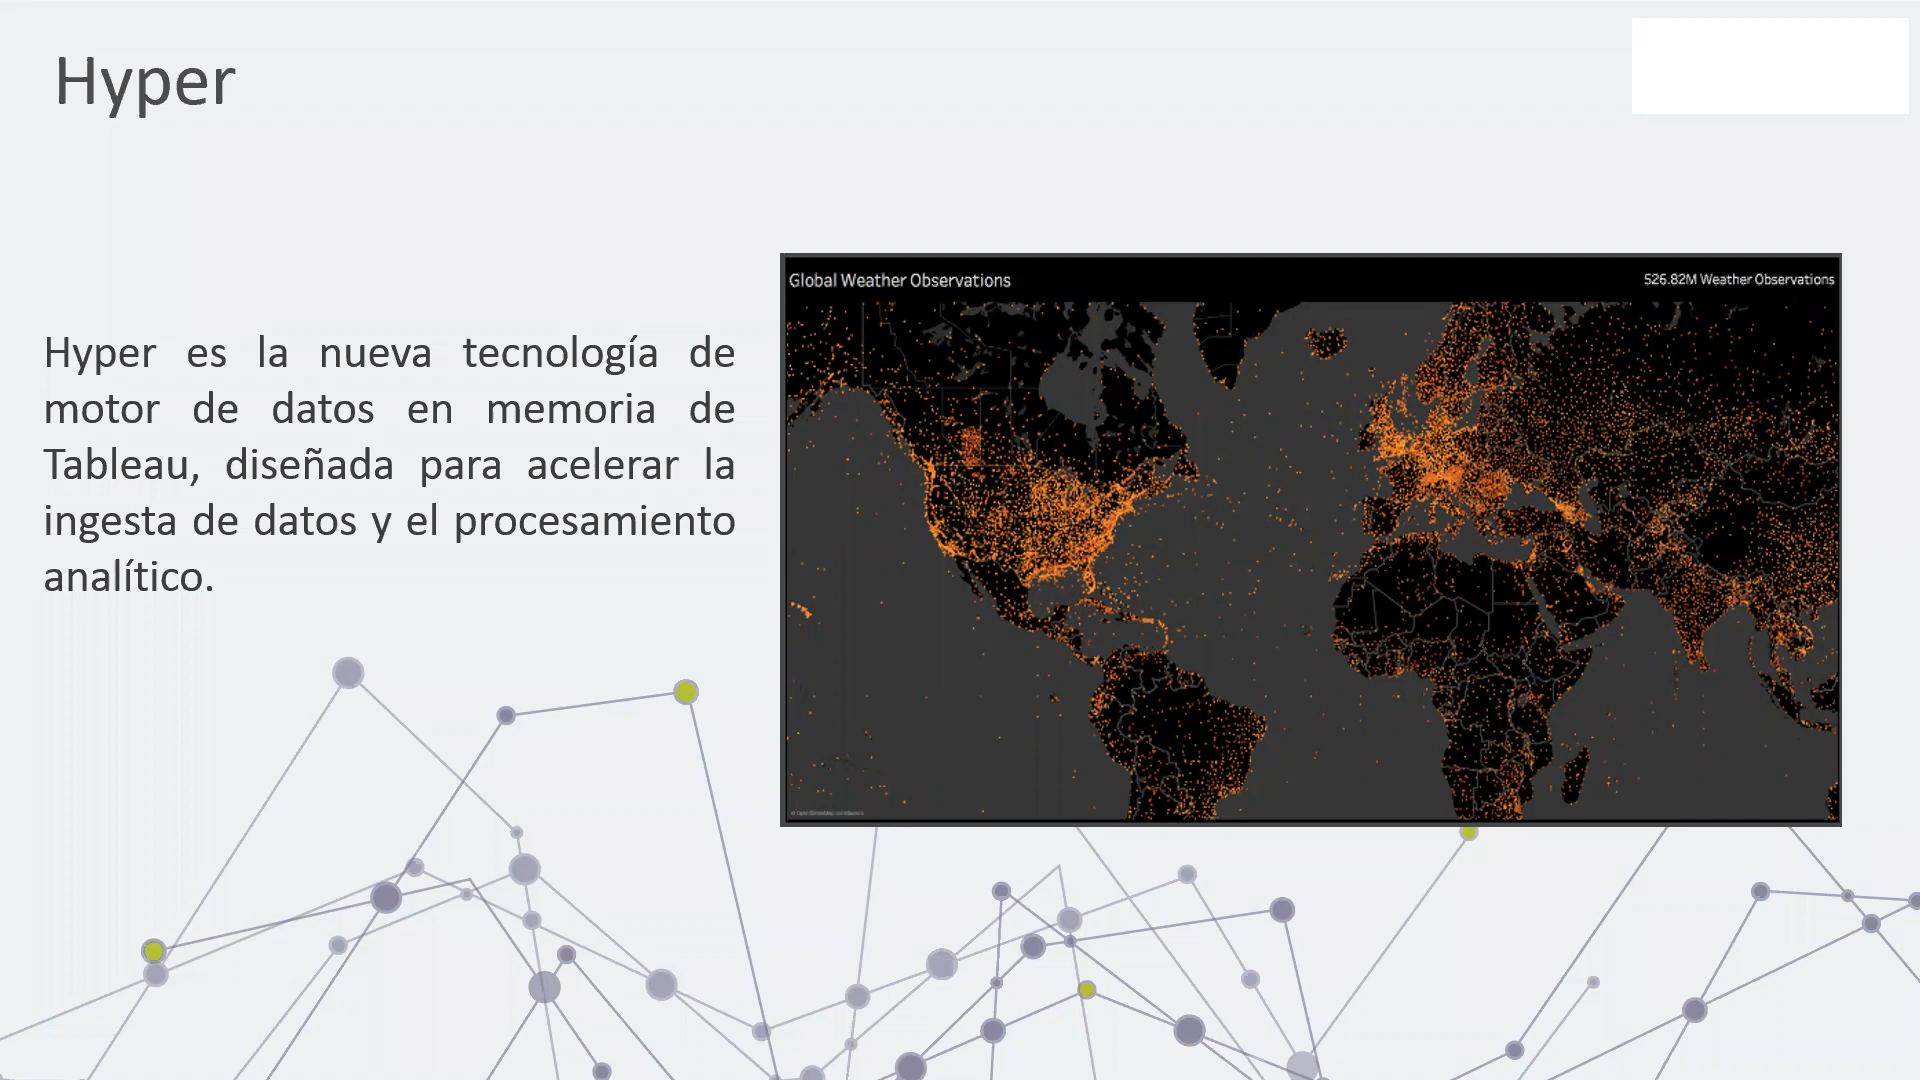 Hyper
Hyper es la nueva tecnología de
motor de datos en memoria de
Tableau, diseñada para acelerar la
ingesta de datos y el procesamiento
analítico.
Global Weather Observations
526.82M Weather Observations